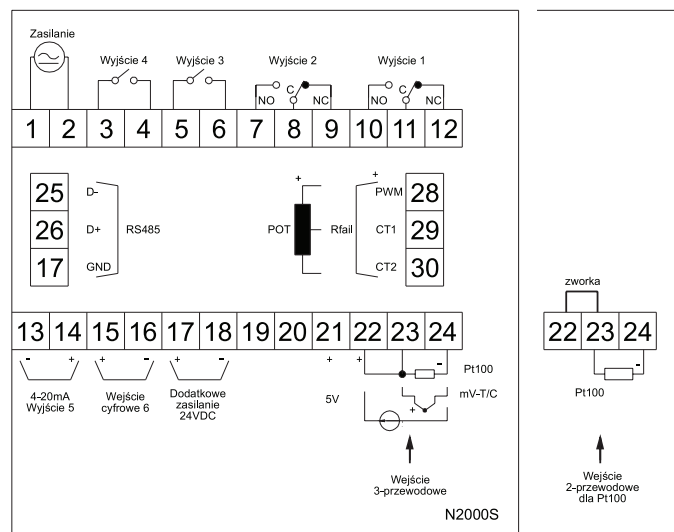 Zasilanie
Wyjście 4 Wyjście 3 Wyjście 2 Wyjście 1
NO C NC NO C NC
1 2 3 4 5 6 7 8 9 10 11 12
25 D-
26 D+ RS485
17 GND
+
POT Rfail
+
PWM 28
CT1 29
CT2 30
zworka
13 14 15 16 17 18 19 20 21 22 23 24
22 23 24
- + + - + - + + -
-
4-20mA
Wyjście 5
Wejście
cyfrowe 6
Dodatkowe
zasilanie
24VDC
5V
Pt100
+
mV-T/C
Pt100
Wejście
3-przewodowe
Wejście
2-przewodowe
dla Pt100
N2000S